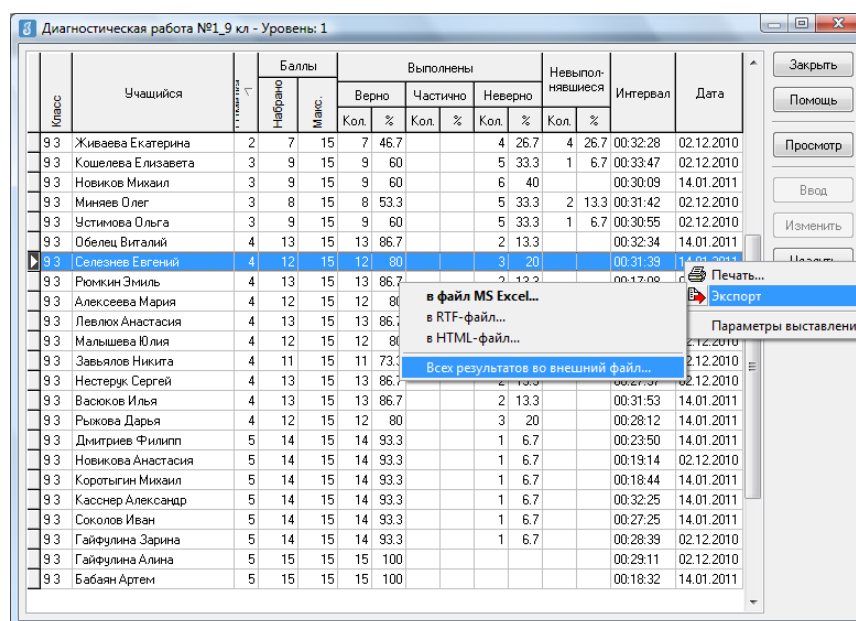 Диагностическая работа №1_9 кл - Уровень: 1
Класс Учащийся Баллы Выполнены Невыпол-нявшиеся Интервал Дата
Набрано Макс. Верно Частично Неверно
Кол. % Кол. % Кол. % Кол. %
9 3 Живаева Екатерина 2 7 15 7 46.7 4 26.7 4 26.7 00:32:28 02.12.2010
9 3 Кошелева Елизавета 3 9 15 9 60 5 33.3 1 6.7 00:33:47 02.12.2010
9 3 Новиков Михаил 3 9 15 9 60 6 40 00:30:09 14.01.2011
9 3 Миняев Олег 3 8 15 8 53.3 5 33.3 2 13.3 00:31:42 02.12.2010
9 3 Устимова Ольга 3 9 15 9 60 5 33.3 1 6.7 00:30:55 02.12.2010
9 3 Обелец Виталий 4 13 15 13 86.7 2 13.3 00:32:34 14.01.2011
9 3 Селезнев Евгений 4 12 15 12 80 3 20 00:31:39 14.01.2011
9 3 Рюмкин Эмиль 4 13 15 13 86.7 2 13.3
9 3 Алексеева Мария 4 12 15 12 80
9 3 Левлюх Анастасия 4 13 15 13 86.7
9 3 Малышева Юлия 4 12 15 12 80 2.12.2010
9 3 Завьялов Никита 4 11 15 11 73.3 02.12.2010
9 3 Нестерук Сергей 4 13 15 13 86.7 2 13.3 02.12.2010
9 3 Васюков Илья 4 13 15 13 86.7 2 13.3 00:31:53 14.01.2011
9 3 Рыжова Дарья 4 12 15 12 80 3 20 00:28:12 14.01.2011
9 3 Дмитриев Филипп 5 14 15 14 93.3 1 6.7 00:23:50 14.01.2011
9 3 Новикова Анастасия 5 14 15 14 93.3 1 6.7 00:19:14 02.12.2010
9 3 Коротыгин Михаил 5 14 15 14 93.3 1 6.7 00:18:44 14.01.2011
9 3 Касснер Александр 5 14 15 14 93.3 1 6.7 00:32:25 14.01.2011
9 3 Соколов Иван 5 14 15 14 93.3 1 6.7 00:27:25 14.01.2011
9 3 Гайфулина Зарина 5 14 15 14 93.3 1 6.7 00:28:39 02.12.2010
9 3 Гайфулина Алина 5 15 15 15 100 00:29:11 02.12.2010
9 3 Бабаян Артем 5 15 15 15 100 00:18:32 14.01.2011
Закрыть
Помощь
Просмотр
Ввод
Изменить
Печать...
Экспорт
Параметры выставлени
в файл MS Excel...
в RTF-файл...
в HTML-файл...
Всех результатов во внешний файл...